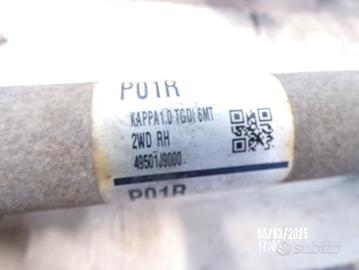 P01R
KAPPA1.0 TGDI 6MT
2WD RH
49501J9000
P01R
05/03/2025
17:0
subito